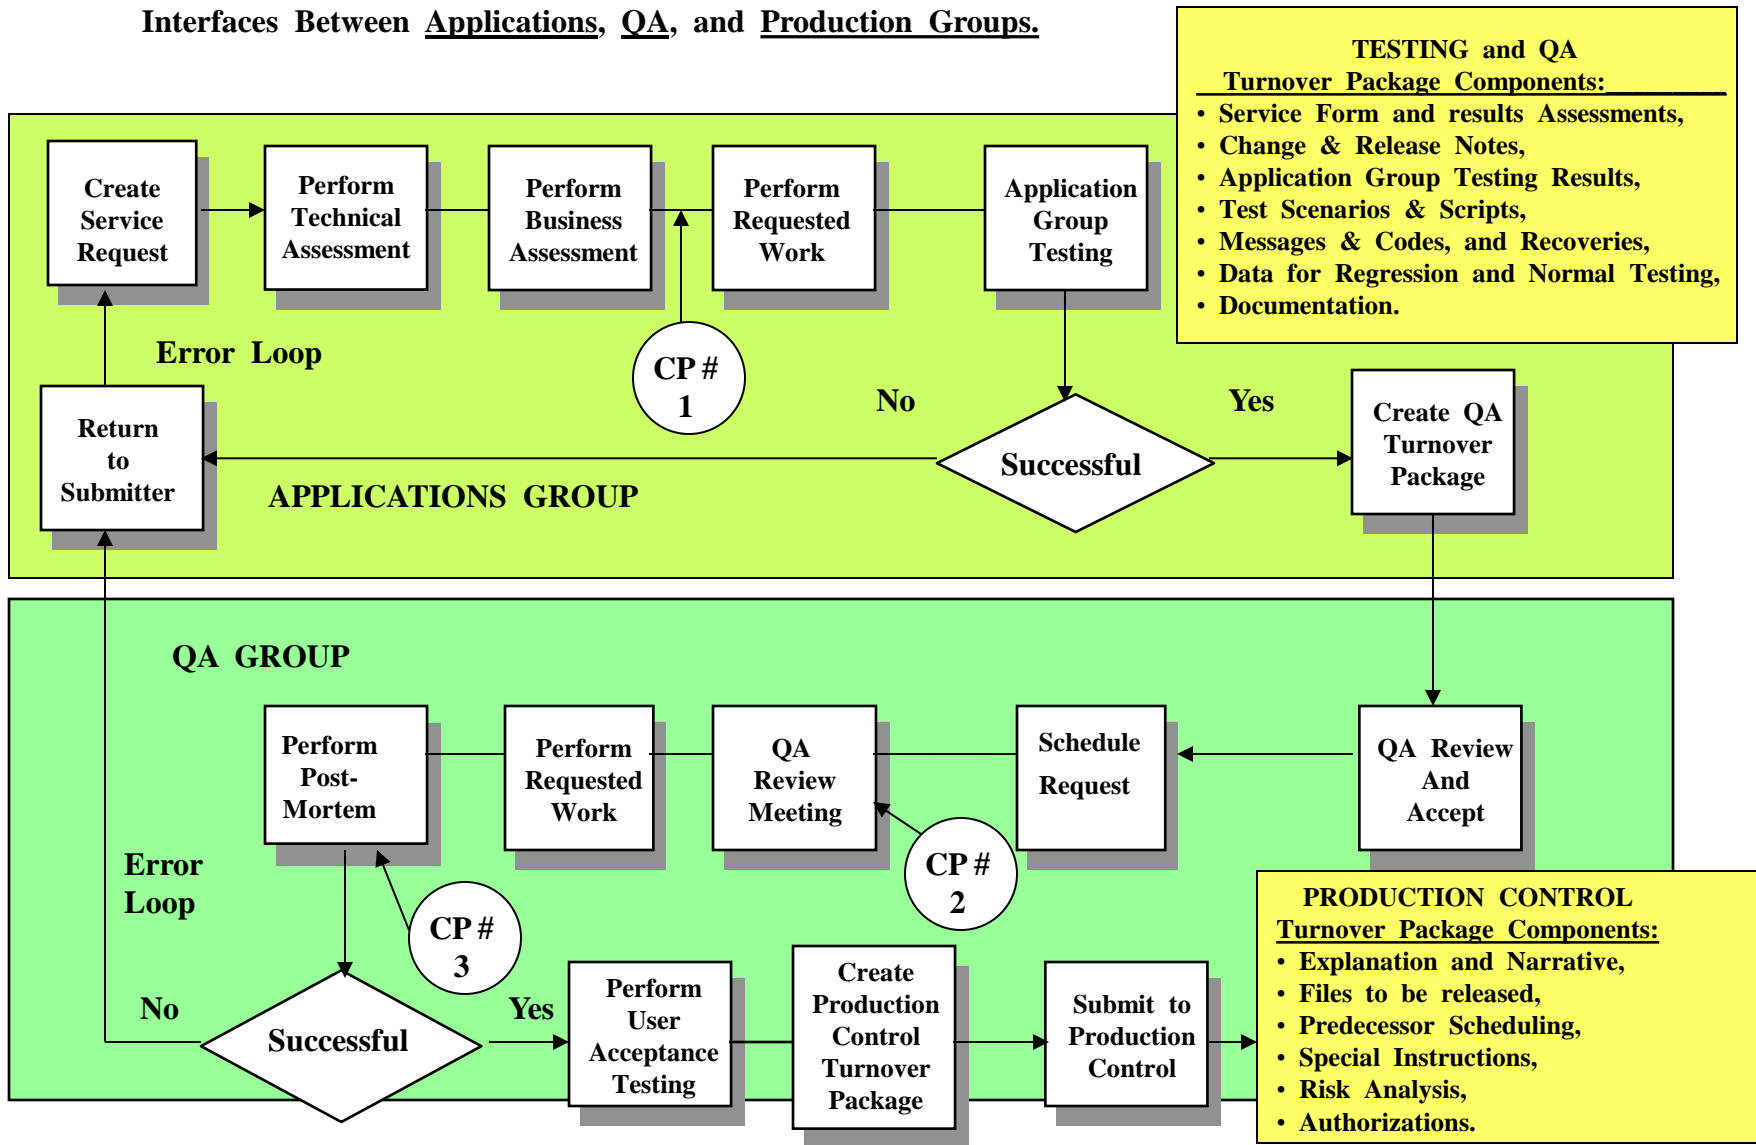 Interfaces Between Applications, QA, and Production Groups.
TESTING and QA
Turnover Package Components:
• Service Form and results Assessments,
• Change & Release Notes,
• Application Group Testing Results,
• Test Scenarios & Scripts,
• Messages & Codes, and Recoveries,
• Data for Regression and Normal Testing,
• Documentation.
Create
Service
Request
Perform
Technical
Assessment
Perform
Business
Assessment
Perform
Requested
Work
Application
Group
Testing
Error Loop
CP #
1
No
Yes
Return
to
Submitter
Successful
Create QA
Turnover
Package
APPLICATIONS GROUP
QA GROUP
Perform
Post-
Mortem
Perform
Requested
Work
QA
Review
Meeting
Schedule
Request
QA Review
And
Accept
Error
Loop
CP #
3
CP #
2
No
Successful
Yes
Perform
User
Acceptance
Testing
Create
Production
Control
Turnover
Package
Submit to
Production
Control
PRODUCTION CONTROL
Turnover Package Components:
• Explanation and Narrative,
• Files to be released,
• Predecessor Scheduling,
• Special Instructions,
• Risk Analysis,
• Authorizations.